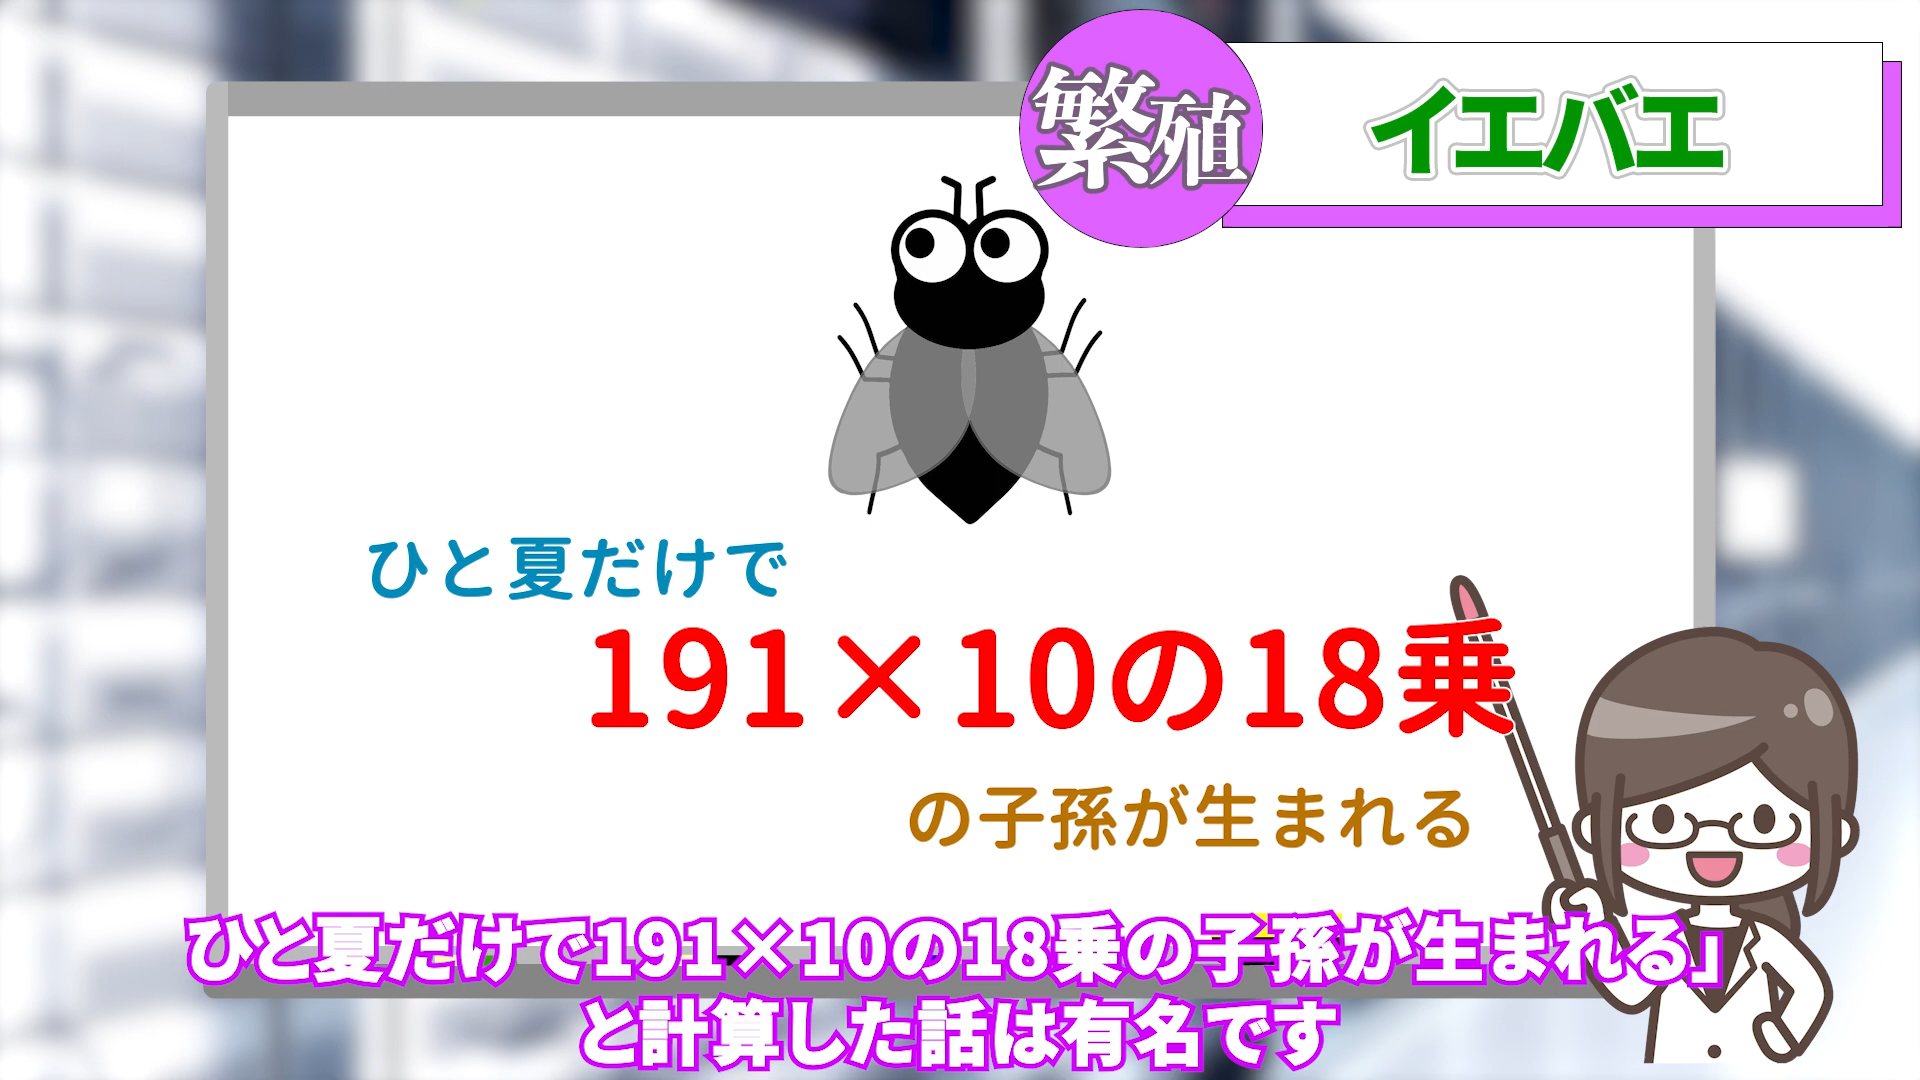 繁殖
イエバエ
ひと夏だけで
191×10の18乗
の子孫が生まれる
ひと夏だけで191×10の18乗の子孫が生まれる」
と計算した話は有名です